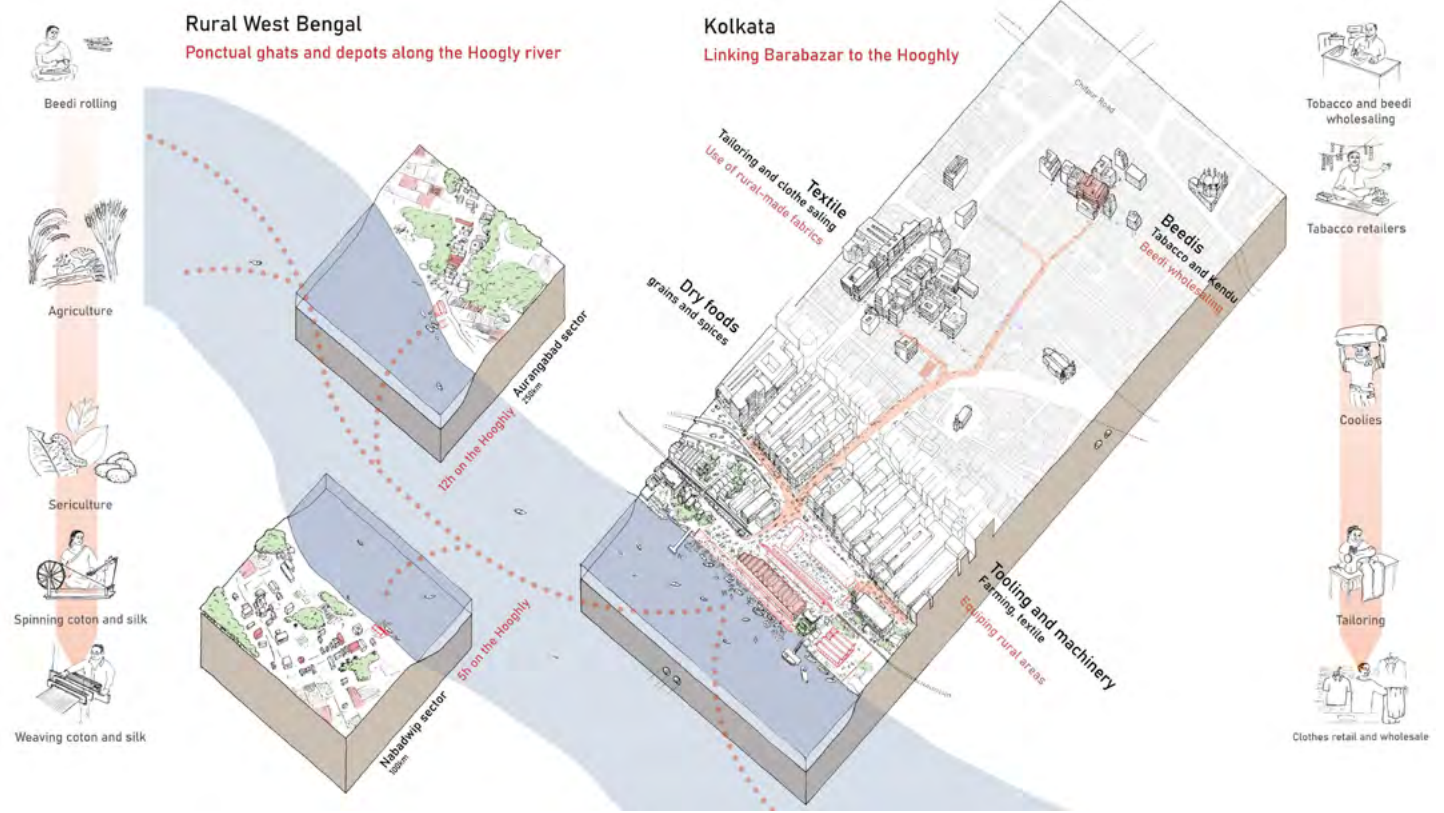 Rural West Bengal
Ponctual ghats and depots along the Hoogly river
Kolkata
Linking Barabazar to the Hooghly
Beedi rolling
Agriculture
Sericulture
Spinning coton and silk
Weaving coton and silk
Aurangabad sector
250km
12h on the Hooghly
Nabadwip sector
100km
5h on the Hooghly
Chitpur Road
Textile
Tailoring and clothe saling
Use of rural-made fabrics
Dry foods
grains and spices
Beedis
Tabacco and Kendu
Beedi wholesaling
Tooling and machinery
Farming, textile
Equiping rural areas
Tobacco and beedi
wholesaling
Tabacco retailers
Coolies
Tailoring
Clothes retail and wholesale